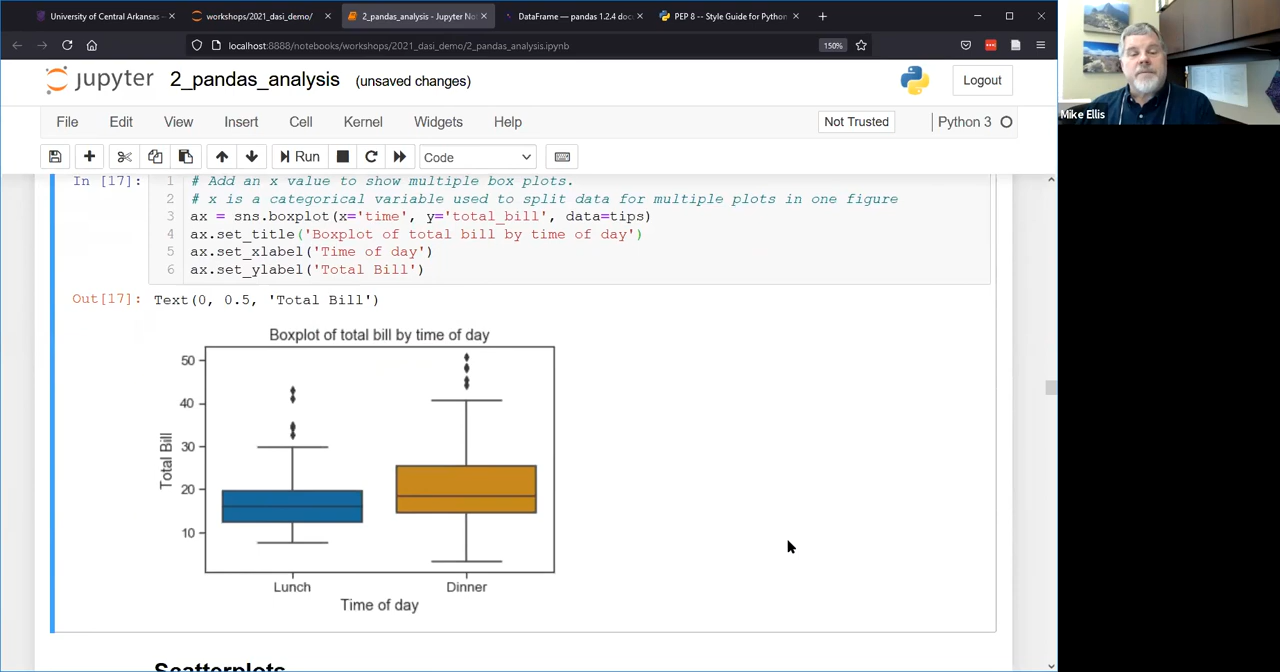 University of Central Arkansas
workshops/2021_dasi_demo/
2_pandas_analysis - Jupyter No
DataFrame — pandas 1.2.4 doc
PEP 8 -- Style Guide for Python
localhost:8888/notebooks/workshops/2021_dasi_demo/2_pandas_analysis.ipynb
150%
Mike Ellis
jupyter 2_pandas_analysis (unsaved changes)
Logout
File Edit View Insert Cell Kernel Widgets Help
Not Trusted
Python 3
Run
Code
In [17]:
1 # Add an x value to show multiple box plots.
2 # x is a categorical variable used to split data for multiple plots in one figure
3 ax = sns.boxplot(x='time', y='total_bill', data=tips)
4 ax.set_title('Boxplot of total bill by time of day')
5 ax.set_xlabel('Time of day')
6 ax.set_ylabel('Total Bill')
Out[17]: Text(0, 0.5, 'Total Bill')
Boxplot of total bill by time of day
50
40
30
20
10
Total Bill
Lunch Dinner
Time of day
Scatterplots